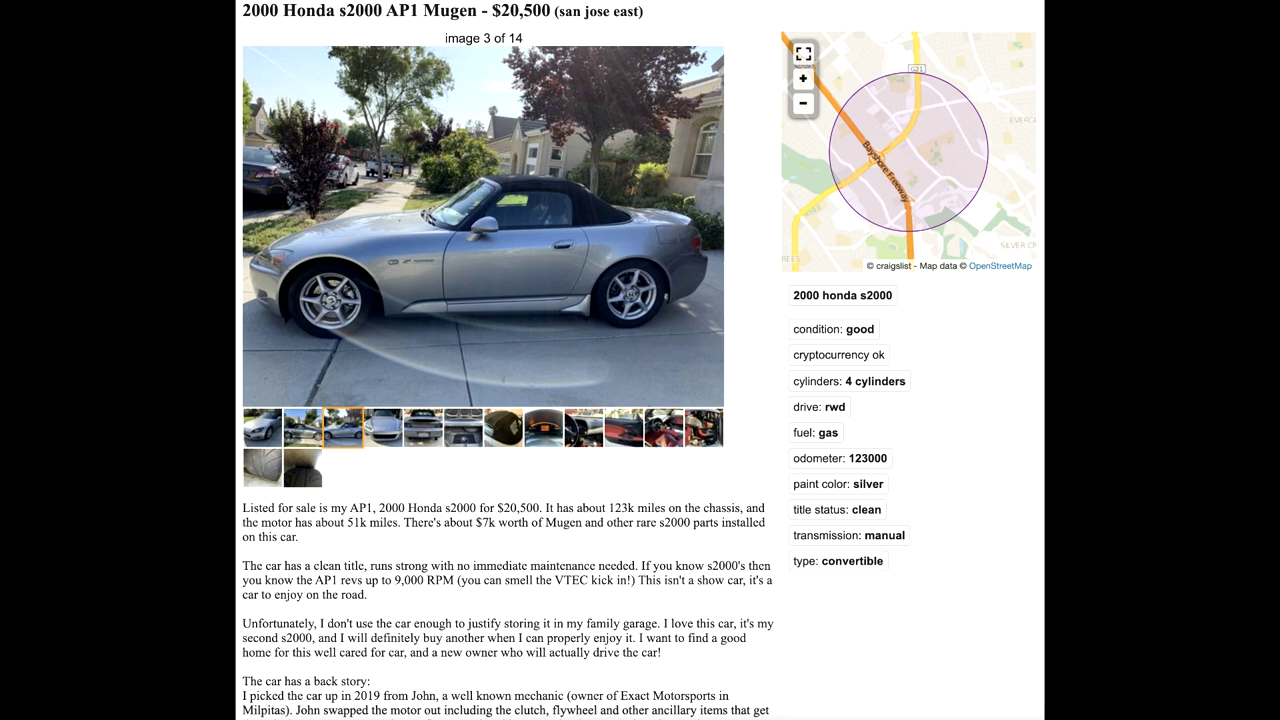 2000 Honda s2000 AP1 Mugen - $20,500 (san jose east)
image 3 of 14
Listed for sale is my AP1, 2000 Honda s2000 for $20,500. It has about 123k miles on the chassis, and
the motor has about 51k miles. There's about $7k worth of Mugen and other rare s2000 parts installed
on this car.
The car has a clean title, runs strong with no immediate maintenance needed. If you know s2000's then
you know the AP1 revs up to 9,000 RPM (you can smell the VTEC kick in!) This isn't a show car, it's a
car to enjoy on the road.
Unfortunately, I don't use the car enough to justify storing it in my family garage. I love this car, it's my
second s2000, and I will definitely buy another when I can properly enjoy it. I want to find a good
home for this well cared for car, and a new owner who will actually drive the car!
The car has a back story:
I picked the car up in 2019 from John, a well known mechanic (owner of Exact Motorsports in
Milpitas). John swapped the motor out including the clutch, flywheel and other ancillary items that get
+
−
G21
EVERG
Bayshore Freeway
SILVER CR
REES
© craigslist - Map data © OpenStreetMap
2000 honda s2000
condition: good
cryptocurrency ok
cylinders: 4 cylinders
drive: rwd
fuel: gas
odometer: 123000
paint color: silver
title status: clean
transmission: manual
type: convertible